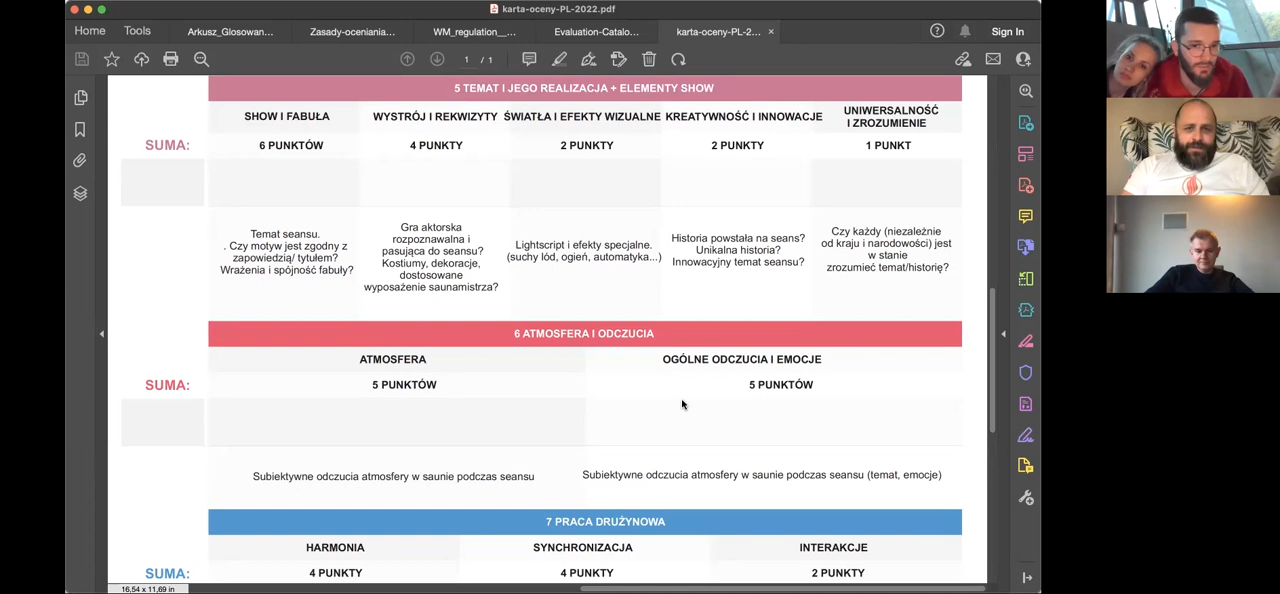 karta-oceny-PL-2022.pdf
Home Tools Arkusz_Glosowan... Zasady-oceniania... WM_regulation__... Evaluation-Catalo... karta-oceny-PL-2... × Sign In
1 / 1
5 TEMAT I JEGO REALIZACJA + ELEMENTY SHOW
SHOW I FABUŁA WYSTRÓJ I REKWIZYTY ŚWIATŁA I EFEKTY WIZUALNE KREATYWNOŚĆ I INNOWACJE UNIWERSALNOŚĆ
I ZROZUMIENIE
SUMA: 6 PUNKTÓW 4 PUNKTY 2 PUNKTY 2 PUNKTY 1 PUNKT
Temat seansu.
. Czy motyw jest zgodny z
zapowiedzią/ tytułem?
Wrażenia i spójność fabuły?
Gra aktorska
rozpoznawalna i
pasująca do seansu?
Kostiumy, dekoracje,
dostosowane
wyposażenie saunamistrza?
Lightscript i efekty specjalne.
(suchy lód, ogień, automatyka...)
Historia powstała na seans?
Unikalna historia?
Innowacyjny temat seansu?
Czy każdy (niezależnie
od kraju i narodowości) jest
w stanie
zrozumieć temat/historię?
6 ATMOSFERA I ODCZUCIA
ATMOSFERA OGÓLNE ODCZUCIA I EMOCJE
SUMA: 5 PUNKTÓW 5 PUNKTÓW
Subiektywne odczucia atmosfery w saunie podczas seansu
Subiektywne odczucia atmosfery w saunie podczas seansu (temat, emocje)
7 PRACA DRUŻYNOWA
HARMONIA SYNCHRONIZACJA INTERAKCJE
SUMA: 4 PUNKTY 4 PUNKTY 2 PUNKTY
16,54 x 11,69 in